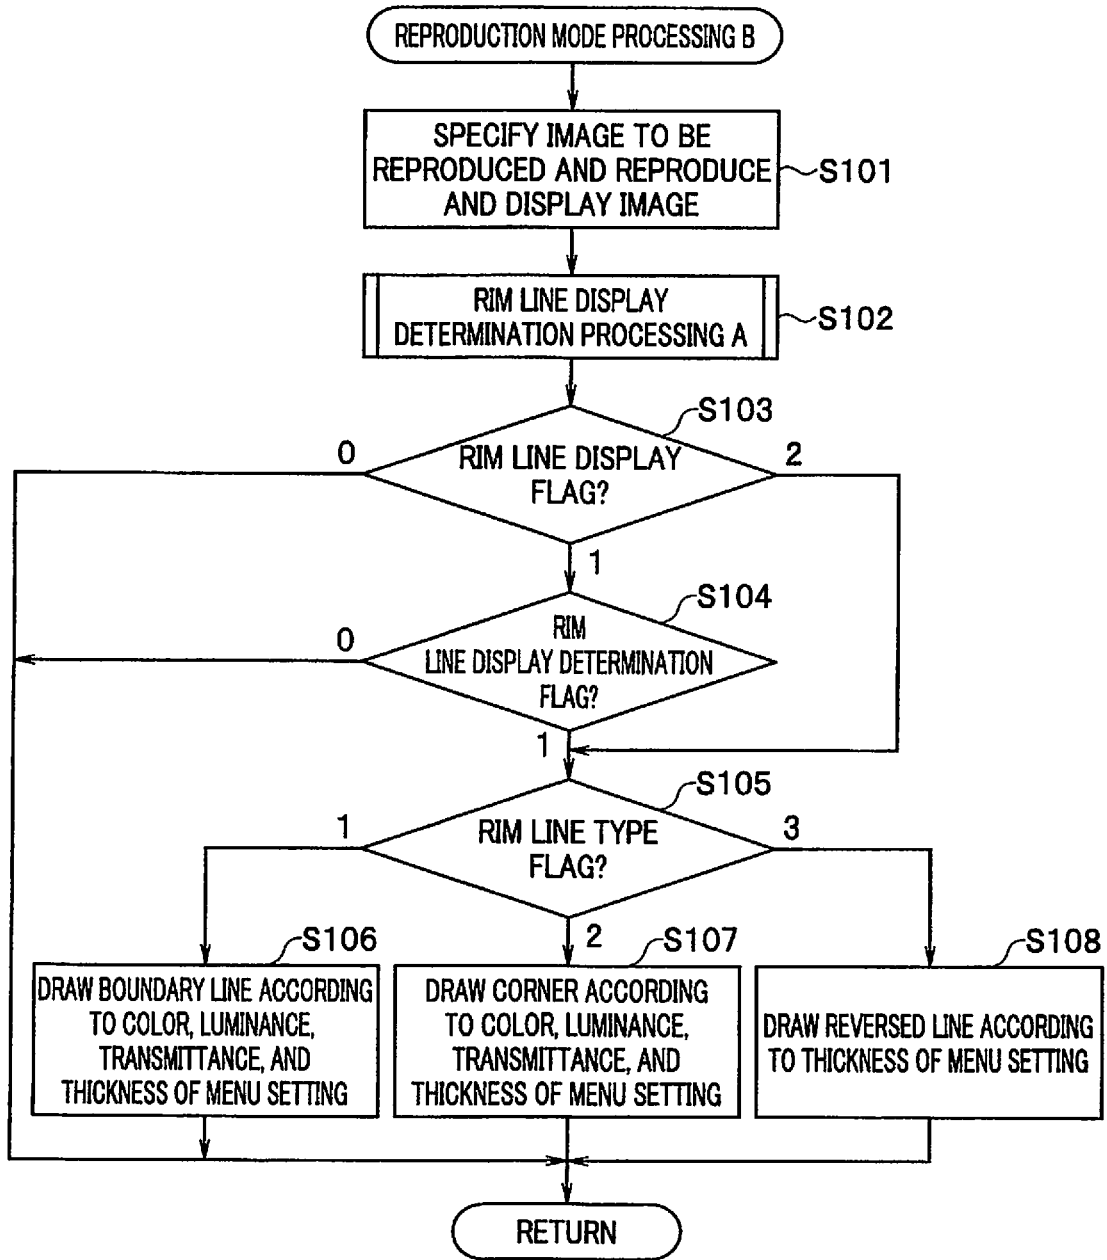 REPRODUCTION MODE PROCESSING B
SPECIFY IMAGE TO BE
REPRODUCED AND REPRODUCE
AND DISPLAY IMAGE
S101
RIM LINE DISPLAY
DETERMINATION PROCESSING A
S102
S103
0
RIM LINE DISPLAY
FLAG?
2
1
S104
0
RIM
LINE DISPLAY DETERMINATION
FLAG?
1
S105
1
RIM LINE TYPE
FLAG?
3
2
S106
DRAW BOUNDARY LINE ACCORDING
TO COLOR, LUMINANCE,
TRANSMITTANCE, AND
THICKNESS OF MENU SETTING
S107
DRAW CORNER ACCORDING
TO COLOR, LUMINANCE,
TRANSMITTANCE, AND
THICKNESS OF MENU SETTING
S108
DRAW REVERSED LINE ACCORDING
TO THICKNESS OF MENU SETTING
RETURN